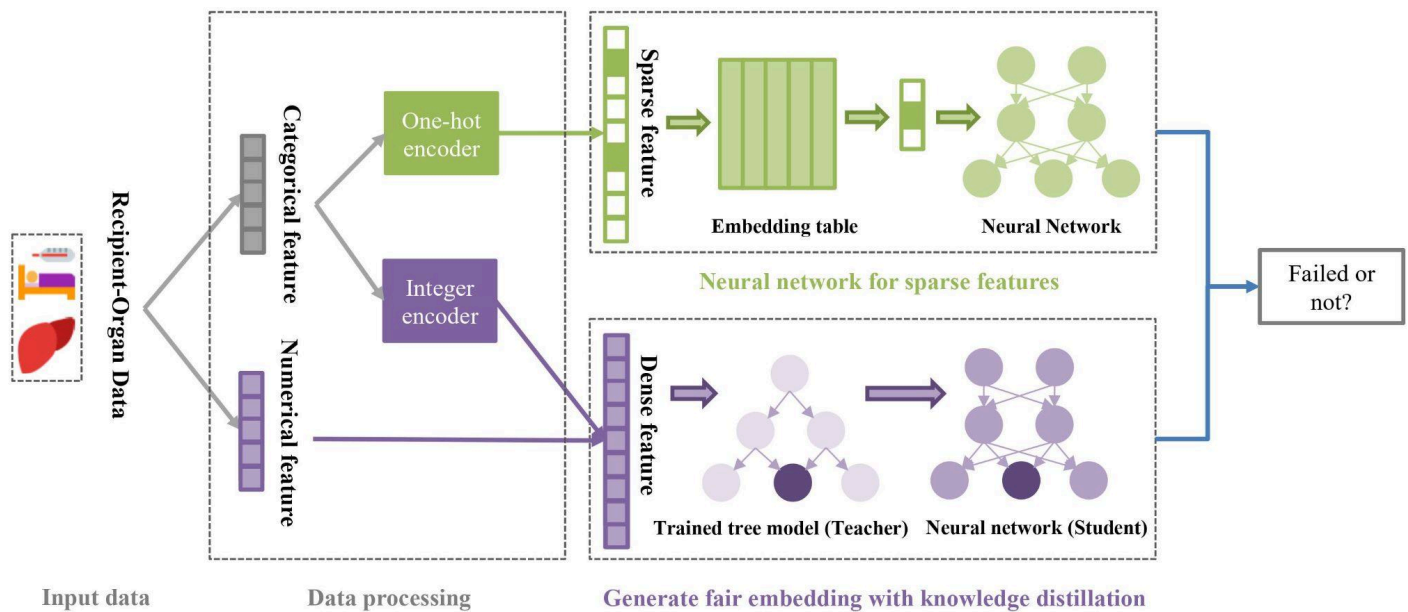 Recipient-Organ Data
Input data
Categorical feature
Numerical feature
One-hot
encoder
Integer
encoder
Data processing
Sparse feature
Embedding table
Neural Network
Neural network for sparse features
Dense feature
Trained tree model (Teacher)
Neural network (Student)
Generate fair embedding with knowledge distillation
Failed or
not?